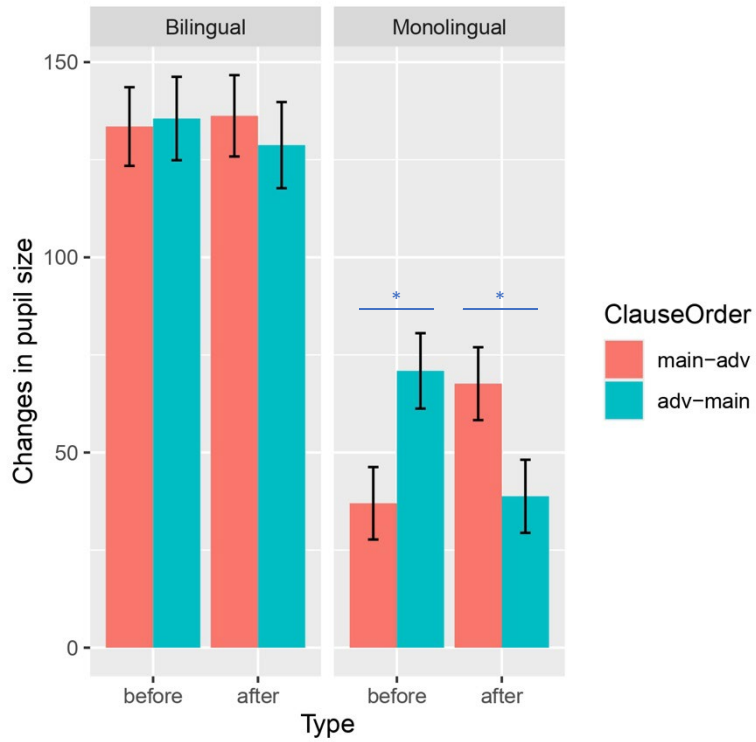 Bilingual
Monolingual
150
100
50
0
Changes in pupil size
*
*
before
after
before
after
Type
ClauseOrder
main−adv
adv−main